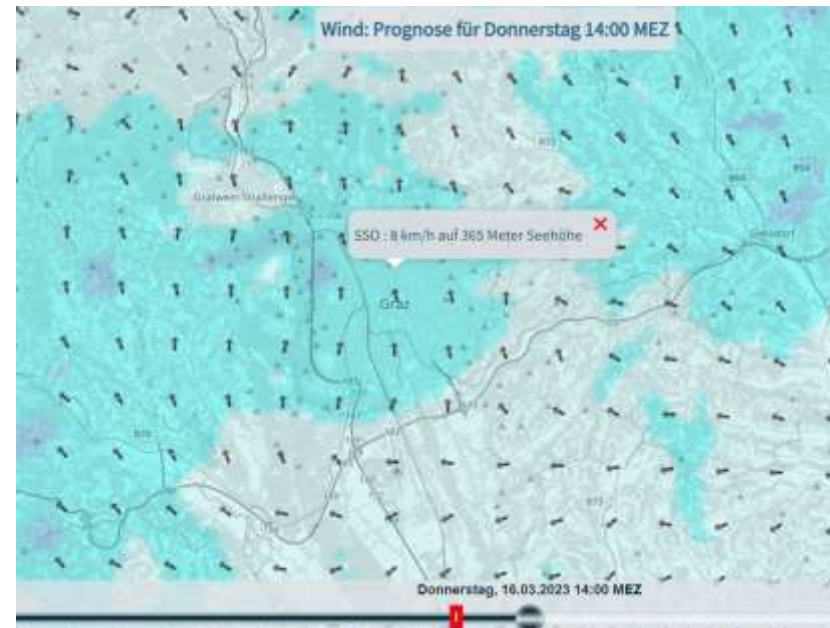 Wind: Prognose für Donnerstag 14:00 MEZ
Gratwein-Straßengel
SSO : 8 km/h auf 365 Meter Seehöhe
Gleisdorf
Graz
B70
B73
Donnerstag, 16.03.2023 14:00 MEZ